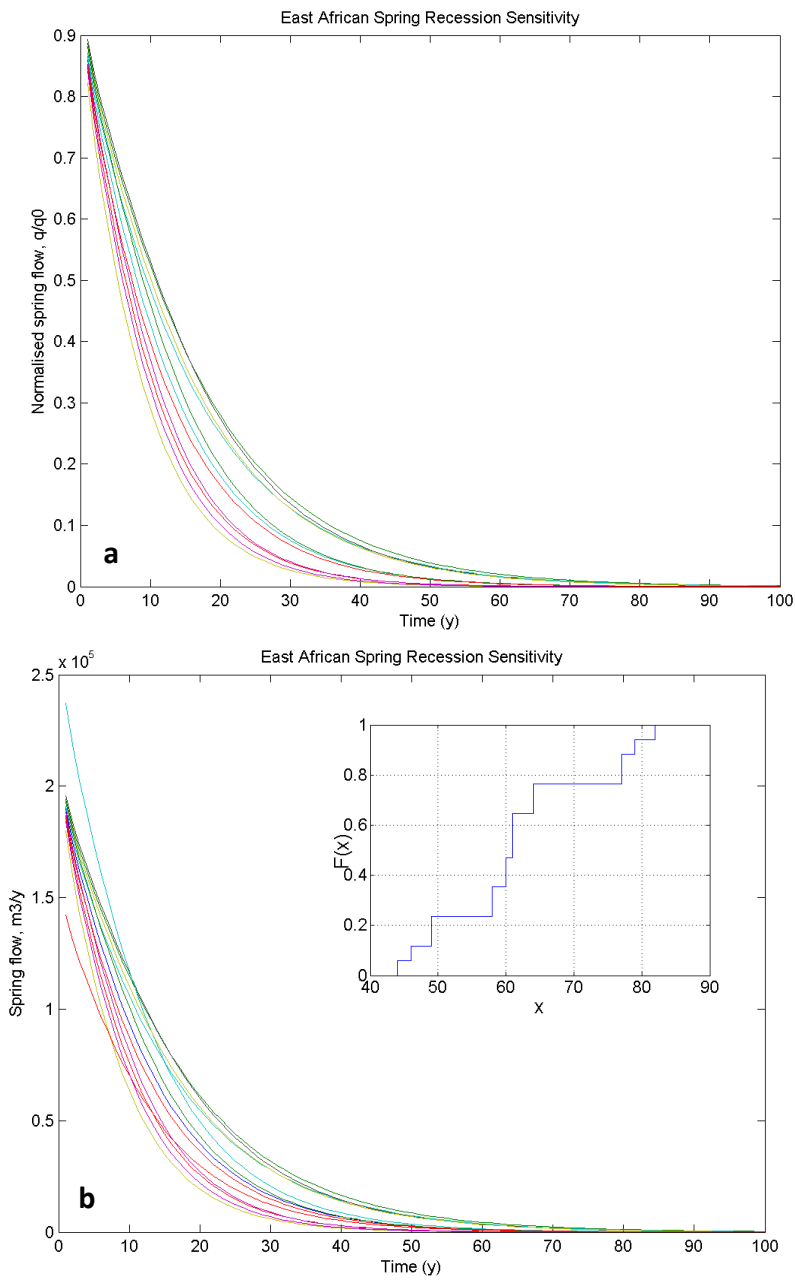 East African Spring Recession Sensitivity
0.9
0.8
0.7
0.6
0.5
0.4
0.3
0.2
0.1
0
Normalised spring flow, q/q0
a
0 10 20 30 40 50 60 70 80 90 100
Time (y)
East African Spring Recession Sensitivity
x 10⁵
2.5
2
1.5
1
0.5
0
Spring flow, m3/y
1
0.8
0.6
0.4
0.2
0
F(x)
40 50 60 70 80 90
x
b
0 10 20 30 40 50 60 70 80 90 100
Time (y)